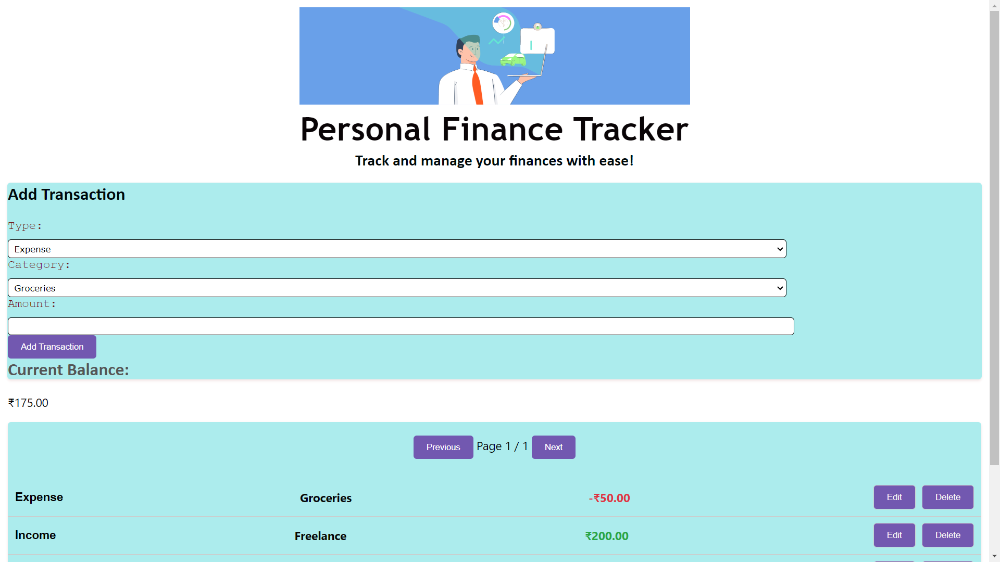 Personal Finance Tracker
Track and manage your finances with ease!
Add Transaction
Type:
Expense
Category:
Groceries
Amount:
Add Transaction
Current Balance:
₹175.00
Previous Page 1 / 1 Next
Expense Groceries -₹50.00 Edit Delete
Income Freelance ₹200.00 Edit Delete